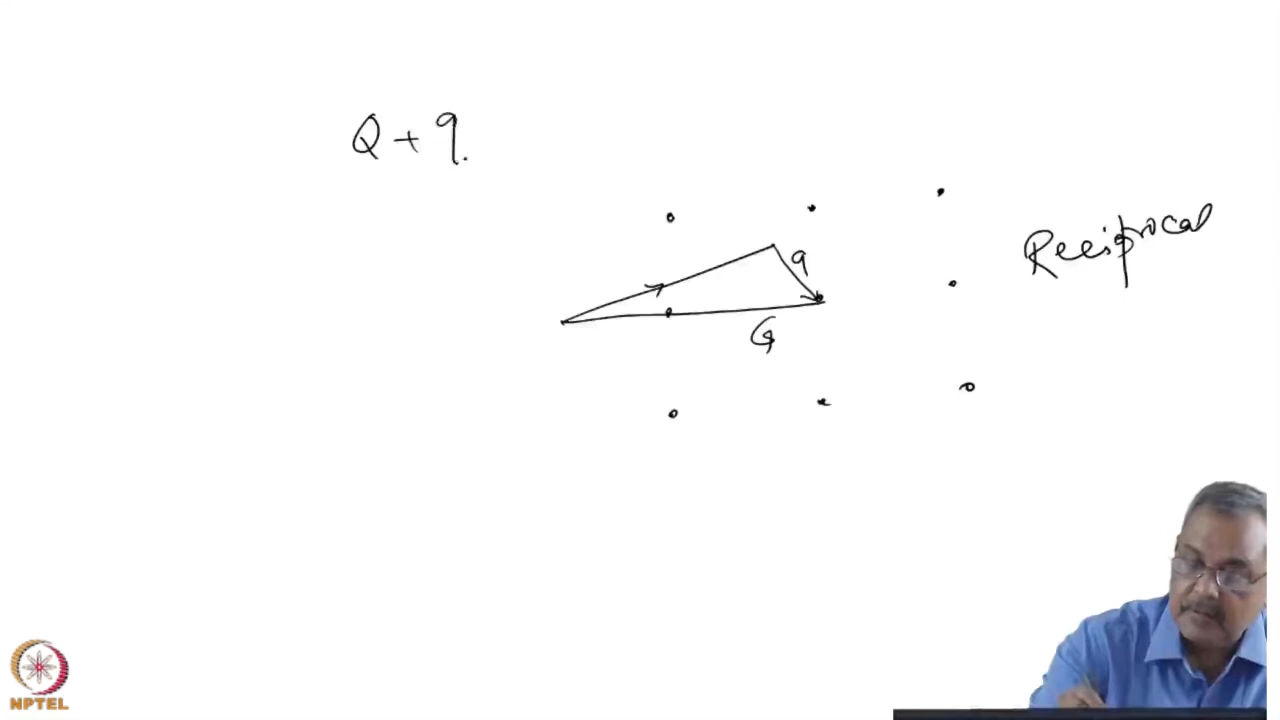 Q + q.
q
Reciprocal
G
NPTEL